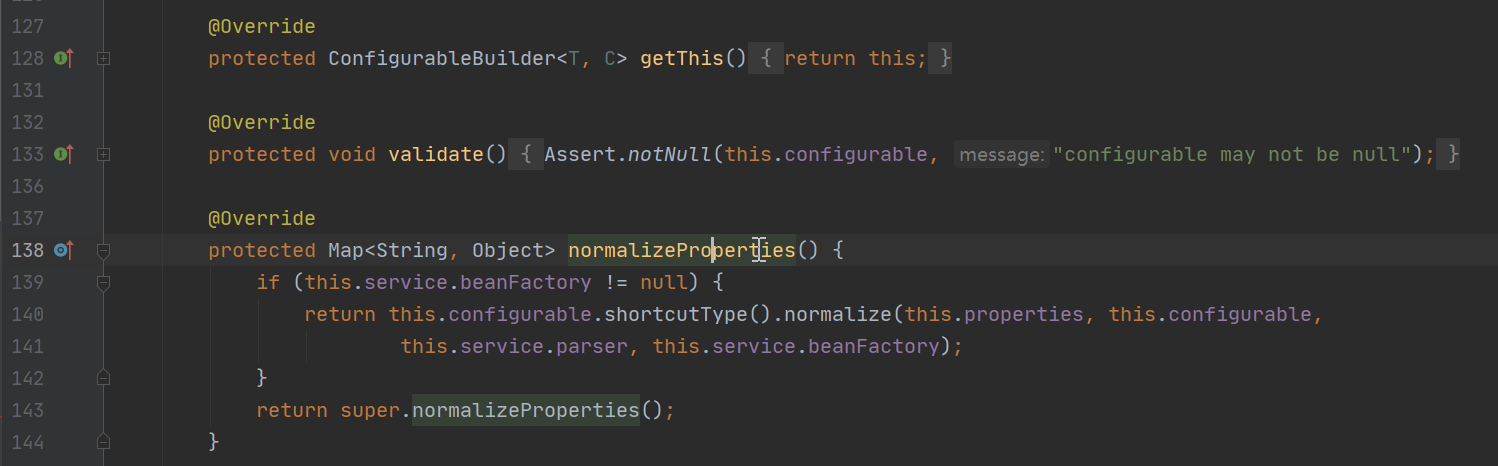 127 @Override
128 protected ConfigurableBuilder<T, C> getThis() { return this; }
131
132 @Override
133 protected void validate() { Assert.notNull(this.configurable, message: "configurable may not be null"); }
136
137 @Override
138 protected Map<String, Object> normalizeProperties() {
139 if (this.service.beanFactory != null) {
140 return this.configurable.shortcutType().normalize(this.properties, this.configurable,
141 this.service.parser, this.service.beanFactory);
142 }
143 return super.normalizeProperties();
144 }